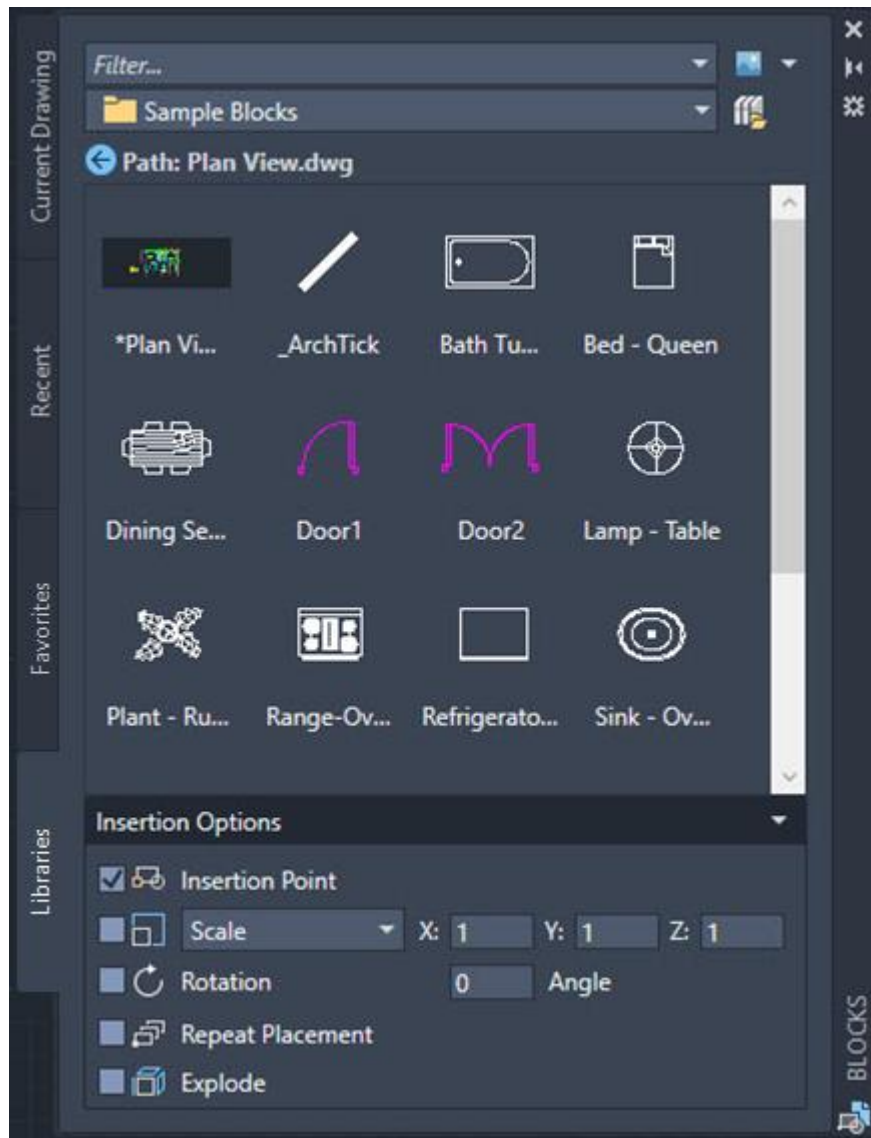 Current Drawing
Recent
Favorites
Libraries
Filter...
Sample Blocks
Path: Plan View.dwg
*Plan Vi...
_ArchTick
Bath Tu...
Bed - Queen
Dining Se...
Door1
Door2
Lamp - Table
Plant - Ru...
Range-Ov...
Refrigerato...
Sink - Ov...
Insertion Options
Insertion Point
Scale X: 1 Y: 1 Z: 1
Rotation 0 Angle
Repeat Placement
Explode
BLOCKS